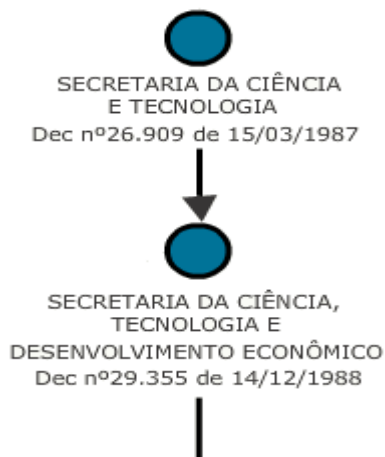 SECRETARIA DA CIÊNCIA
E TECNOLOGIA
Dec nº26.909 de 15/03/1987
SECRETARIA DA CIÊNCIA,
TECNOLOGIA E
DESENVOLVIMENTO ECONÔMICO
Dec nº29.355 de 14/12/1988